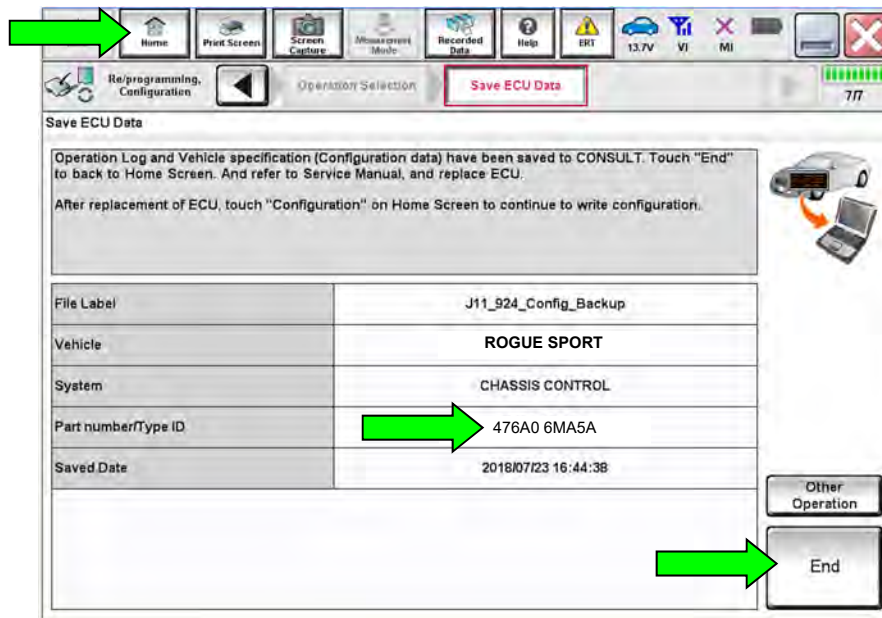 Home
Print Screen
Screen Capture
Measurement Mode
Recorded Data
Help
ERT
13.7V
VI
MI
Re/programming, Configuration
Operation Selection
Save ECU Data
7/7
Save ECU Data
Operation Log and Vehicle specification (Configuration data) have been saved to CONSULT. Touch "End"
to back to Home Screen. And refer to Service Manual, and replace ECU.
After replacement of ECU, touch "Configuration" on Home Screen to continue to write configuration.
File Label
J11_924_Config_Backup
Vehicle
ROGUE SPORT
System
CHASSIS CONTROL
Part number/Type ID
476A0 6MA5A
Saved Date
2018/07/23 16:44:38
Other
Operation
End